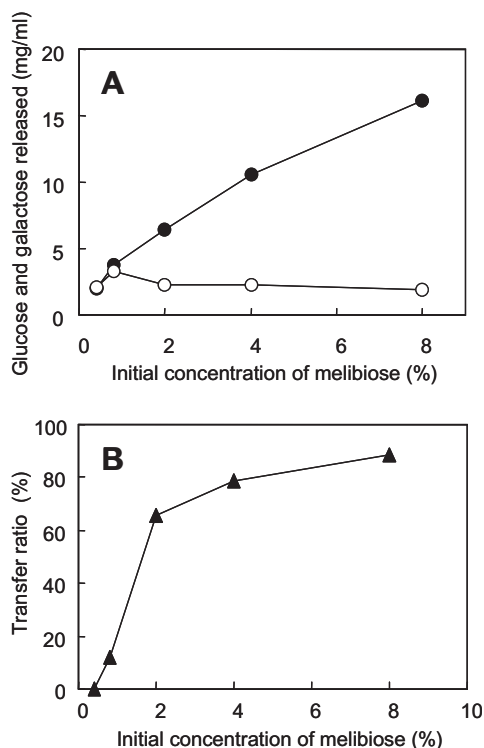 Glucose and galactose released (mg/ml)
A
20
15
10
5
0
0 2 4 6 8
Initial concentration of melibiose (%)
Transfer ratio (%)
B
100
80
60
40
20
0
0 2 4 6 8 10
Initial concentration of melibiose (%)